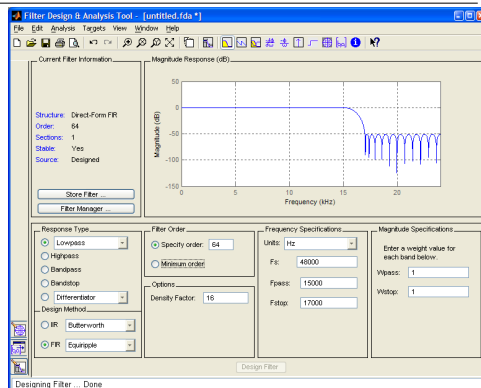 Filter Design & Analysis Tool - [untitled.fda *]
File Edit Analysis Targets View Window Help
Current Filter Information
Structure: Direct-Form FIR
Order: 64
Sections: 1
Stable: Yes
Source: Designed
Store Filter ...
Filter Manager ...
Magnitude Response (dB)
Magnitude (dB)
50
0
-50
-100
-150
0 5 10 15 20
Frequency (kHz)
Response Type
Lowpass
Highpass
Bandpass
Bandstop
Differentiator
Design Method
IIR Butterworth
FIR Equiripple
Filter Order
Specify order: 64
Minimum order
Options
Density Factor: 16
Frequency Specifications
Units: Hz
Fs: 48000
Fpass: 15000
Fstop: 17000
Magnitude Specifications
Enter a weight value for
each band below.
Wpass: 1
Wstop: 1
Design Filter
Designing Filter ... Done